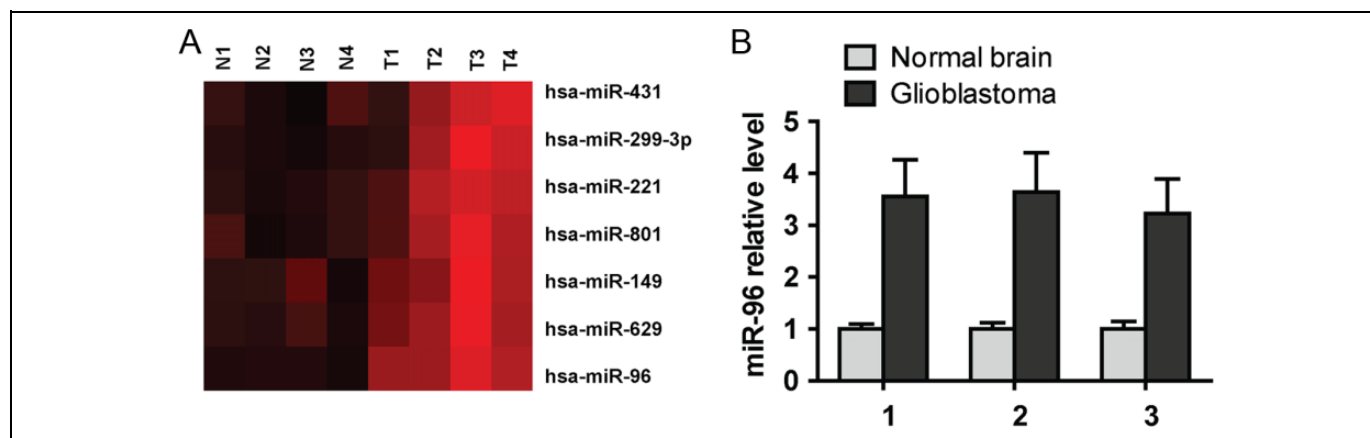 A
N1 N2 N3 N4 T1 T2 T3 T4
hsa-miR-431
hsa-miR-299-3p
hsa-miR-221
hsa-miR-801
hsa-miR-149
hsa-miR-629
hsa-miR-96
B
Normal brain
Glioblastoma
miR-96 relative level
5
4
3
2
1
0
1 2 3